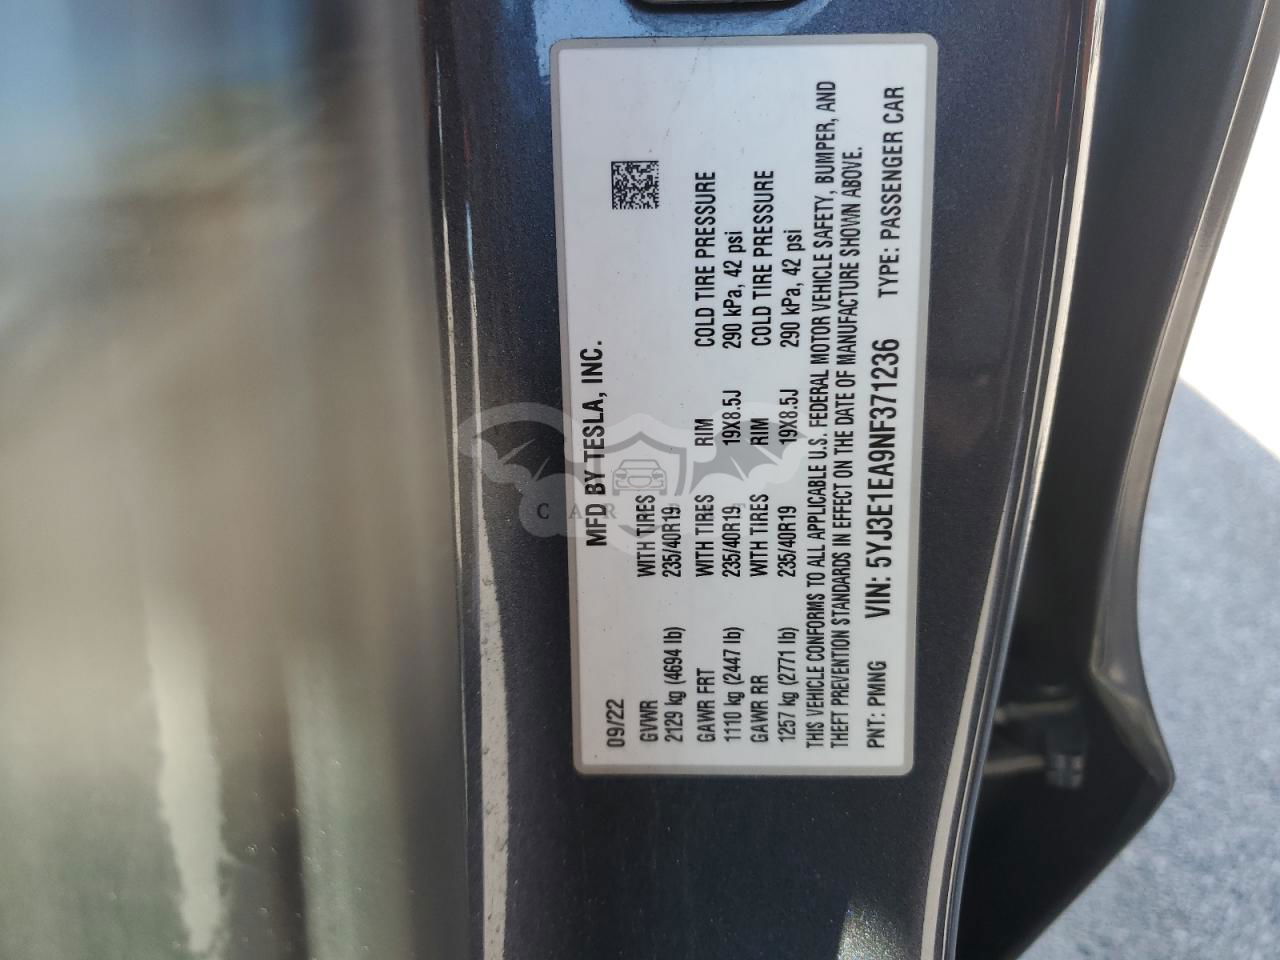 MFD BY TESLA, INC.
09/22
GVWR WITH TIRES
2129 kg (4694 lb) 235/40R19
GAWR FRT WITH TIRES RIM COLD TIRE PRESSURE
1110 kg (2447 lb) 235/40R19 19X8.5J 290 kPa, 42 psi
GAWR RR WITH TIRES RIM COLD TIRE PRESSURE
1257 kg (2771 lb) 235/40R19 19X8.5J 290 kPa, 42 psi
THIS VEHICLE CONFORMS TO ALL APPLICABLE U.S. FEDERAL MOTOR VEHICLE SAFETY, BUMPER, AND
THEFT PREVENTION STANDARDS IN EFFECT ON THE DATE OF MANUFACTURE SHOWN ABOVE.
PNT: PMNG VIN: 5YJ3E1EA9NF371236 TYPE: PASSENGER CAR